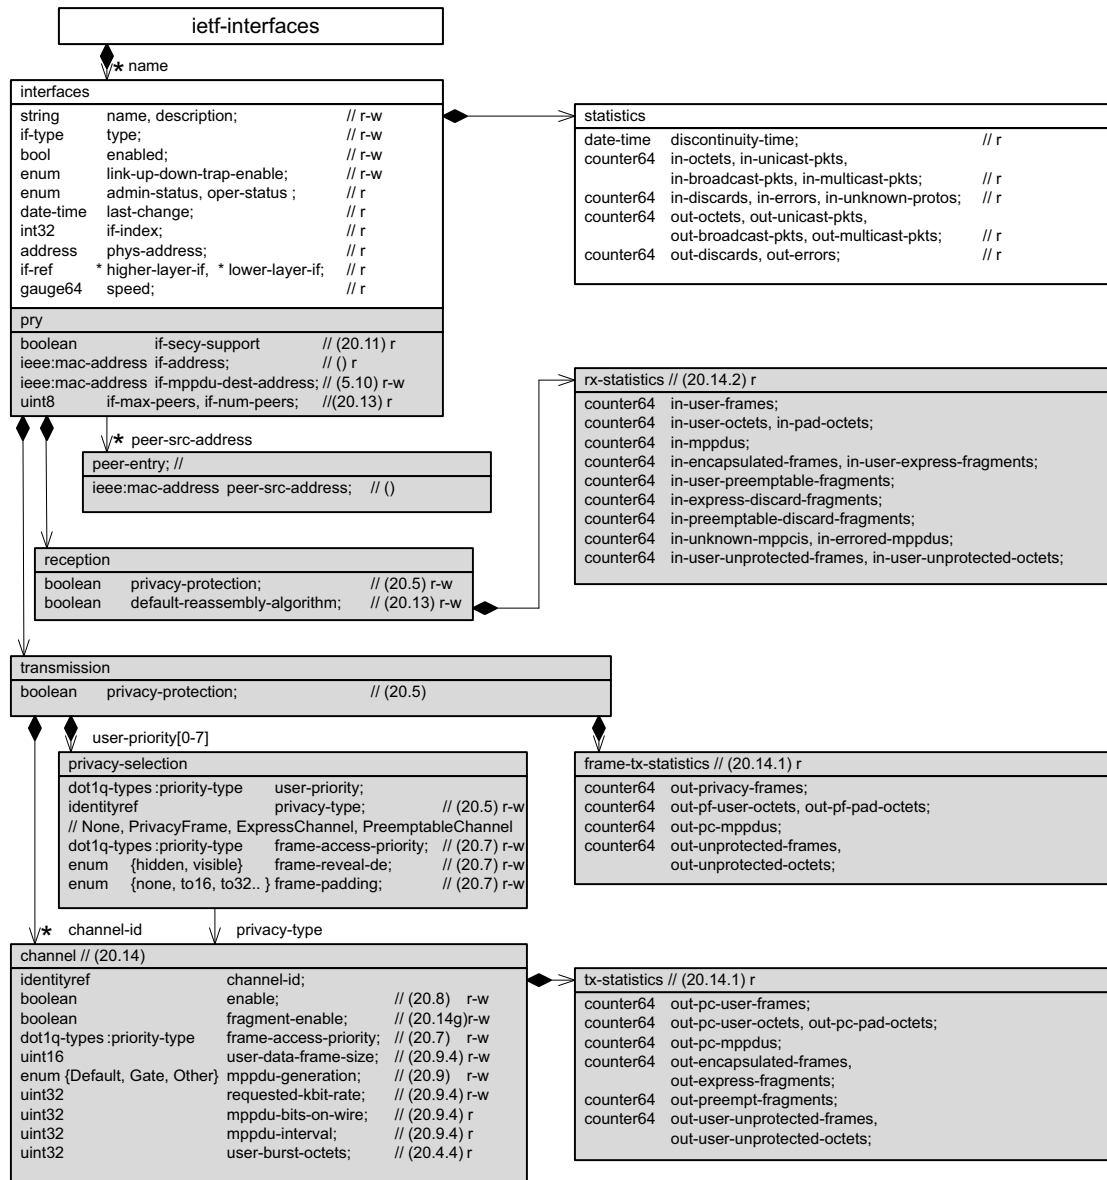 ietf-interfaces
* name
interfaces
string name, description; // r-w
if-type type; // r-w
bool enabled; // r-w
enum link-up-down-trap-enable; // r-w
enum admin-status, oper-status ; // r
date-time last-change; // r
int32 if-index; // r
address phys-address; // r
if-ref * higher-layer-if, * lower-layer-if; // r
gauge64 speed; // r
statistics
date-time discontinuity-time; // r
counter64 in-octets, in-unicast-pkts,
in-broadcast-pkts, in-multicast-pkts; // r
counter64 in-discards, in-errors, in-unknown-protos; // r
counter64 out-octets, out-unicast-pkts,
out-broadcast-pkts, out-multicast-pkts; // r
counter64 out-discards, out-errors; // r
pry
boolean if-secy-support // (20.11) r
ieee:mac-address if-address; // () r
ieee:mac-address if-mppdu-dest-address; // (5.10) r-w
uint8 if-max-peers, if-num-peers; //(20.13) r
* peer-src-address
peer-entry; //
ieee:mac-address peer-src-address; // ()
rx-statistics // (20.14.2) r
counter64 in-user-frames;
counter64 in-user-octets, in-pad-octets;
counter64 in-mppdus;
counter64 in-encapsulated-frames, in-user-express-fragments;
counter64 in-user-preemptable-fragments;
counter64 in-express-discard-fragments;
counter64 in-preemptable-discard-fragments;
counter64 in-unknown-mppcis, in-errored-mppdus;
counter64 in-user-unprotected-frames, in-user-unprotected-octets;
reception
boolean privacy-protection; // (20.5) r-w
boolean default-reassembly-algorithm; // (20.13) r-w
transmission
boolean privacy-protection; // (20.5)
user-priority[0-7]
privacy-selection
dot1q-types :priority-type user-priority;
identityref privacy-type; // (20.5) r-w
// None, PrivacyFrame, ExpressChannel, PreemptableChannel
dot1q-types :priority-type frame-access-priority; // (20.7) r-w
enum {hidden, visible} frame-reveal-de; // (20.7) r-w
enum {none, to16, to32.. } frame-padding; // (20.7) r-w
frame-tx-statistics // (20.14.1) r
counter64 out-privacy-frames;
counter64 out-pf-user-octets, out-pf-pad-octets;
counter64 out-pc-mppdus;
counter64 out-unprotected-frames,
out-unprotected-octets;
* channel-id privacy-type
channel // (20.14)
identityref channel-id;
boolean enable; // (20.8) r-w
boolean fragment-enable; // (20.14g)r-w
dot1q-types :priority-type frame-access-priority; // (20.7) r-w
uint16 user-data-frame-size; // (20.9.4) r-w
enum {Default, Gate, Other} mppdu-generation; // (20.9) r-w
uint32 requested-kbit-rate; // (20.9.4) r-w
uint32 mppdu-bits-on-wire; // (20.9.4) r
uint32 mppdu-interval; // (20.9.4) r
uint32 user-burst-octets; // (20.4.4) r
tx-statistics // (20.14.1) r
counter64 out-pc-user-frames;
counter64 out-pc-user-octets, out-pc-pad-octets;
counter64 out-pc-mppdus;
counter64 out-encapsulated-frames,
out-express-fragments;
counter64 out-preempt-fragments;
counter64 out-user-unprotected-frames,
out-user-unprotected-octets;